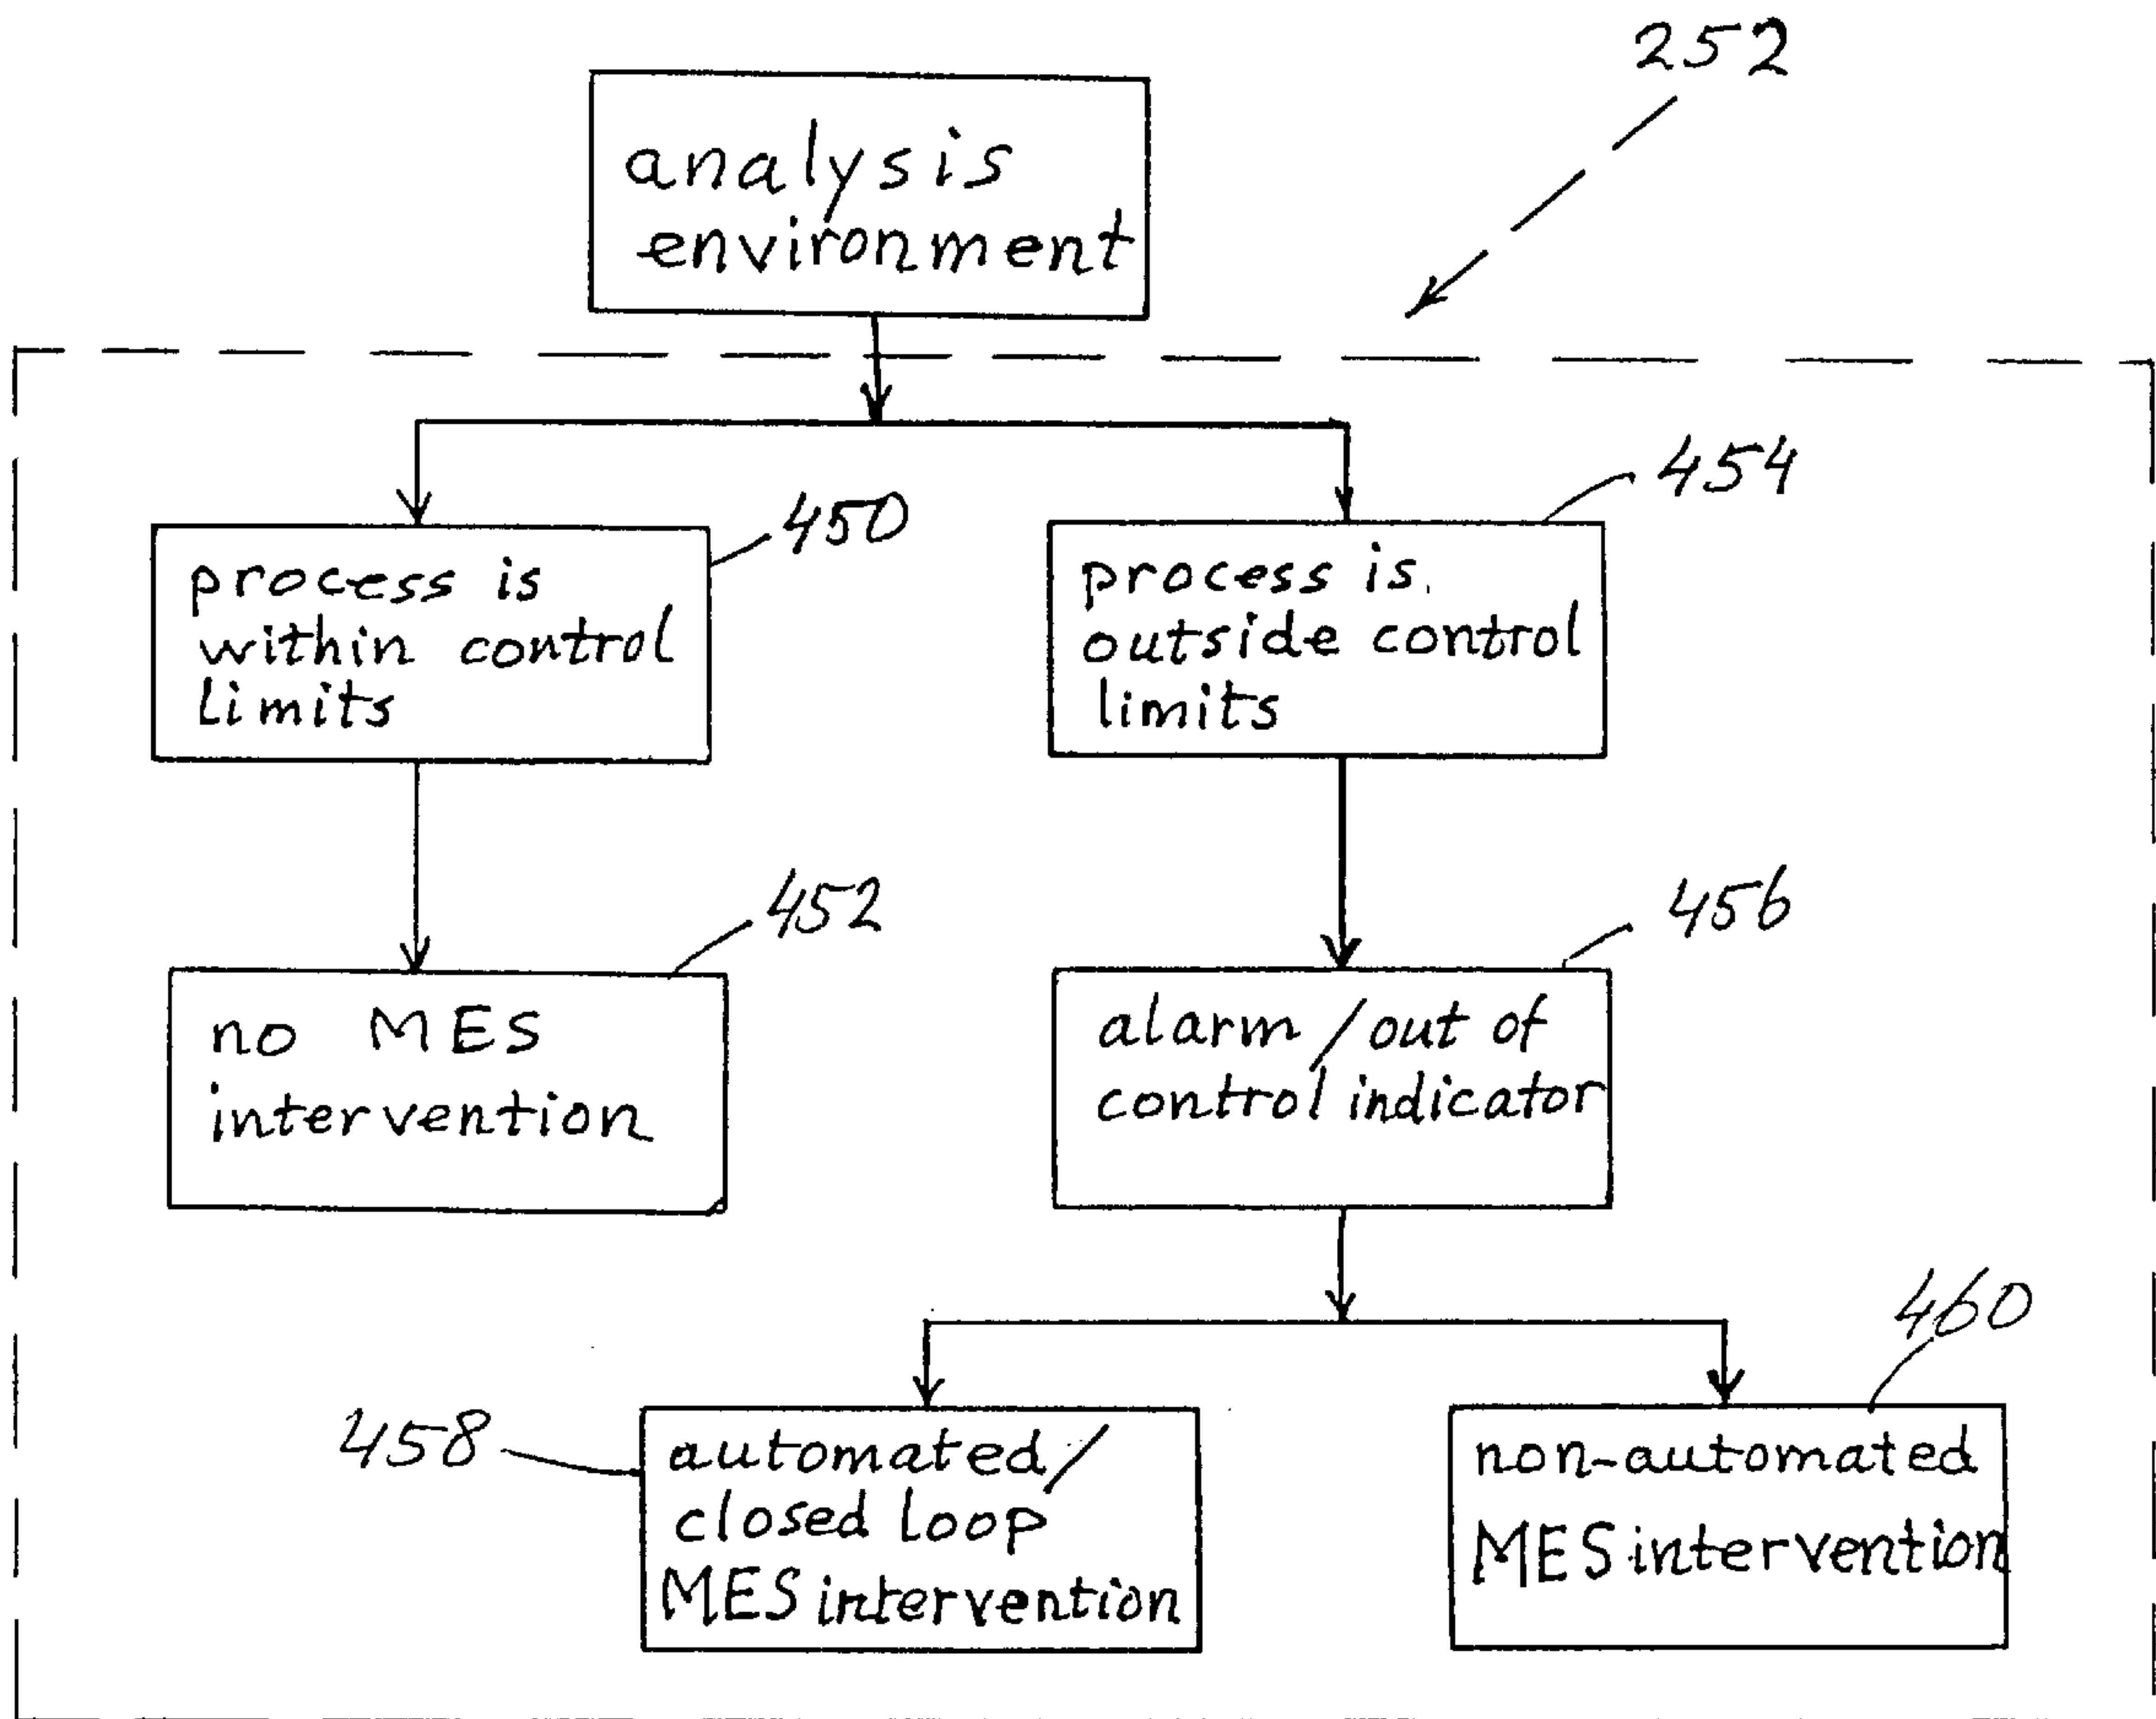 252
analysis
environment
454
450
process is
within control
limits
process is
outside control
limits
452
456
no MES
intervention
alarm / out of
control indicator
460
458
automated /
closed loop
MES intervention
non-automated
MES intervention